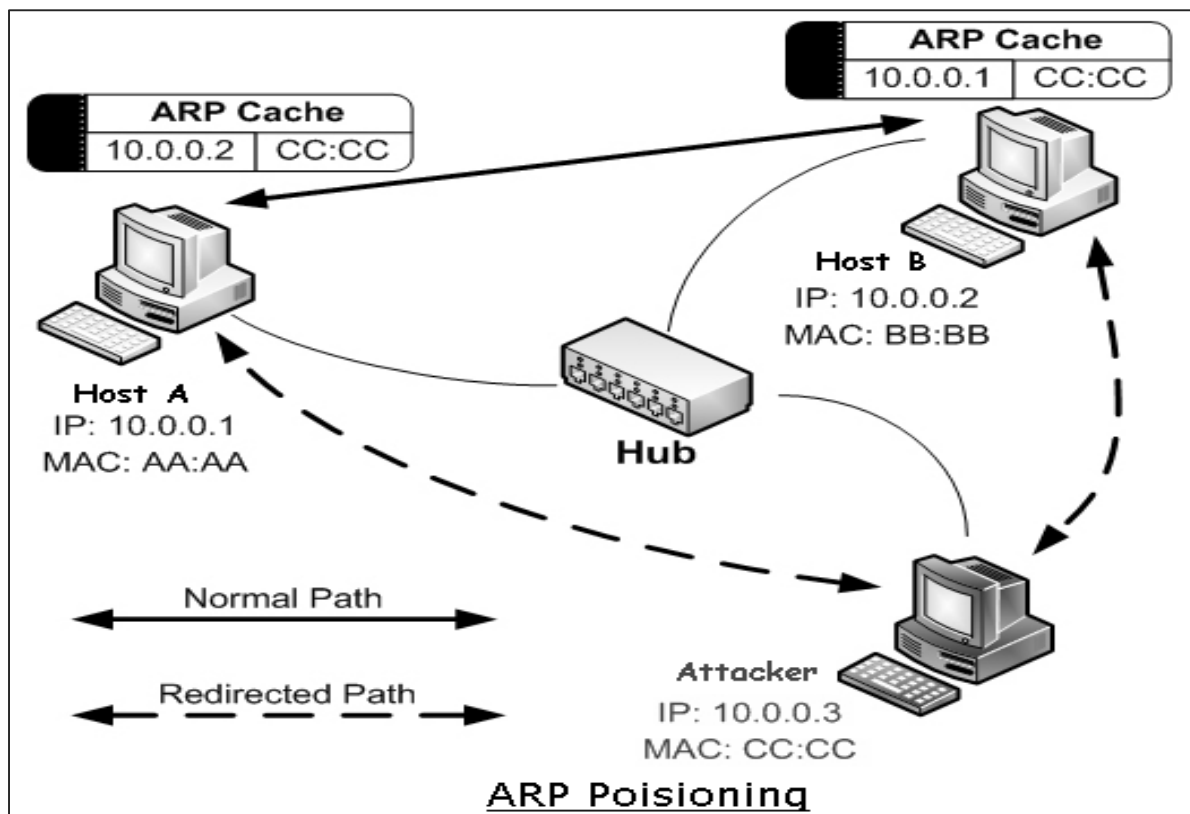 ARP Cache
10.0.0.1 CC:CC
ARP Cache
10.0.0.2 CC:CC
Host B
IP: 10.0.0.2
MAC: BB:BB
Host A
IP: 10.0.0.1
MAC: AA:AA
Hub
Normal Path
Redirected Path
Attacker
IP: 10.0.0.3
MAC: CC:CC
ARP Poisioning